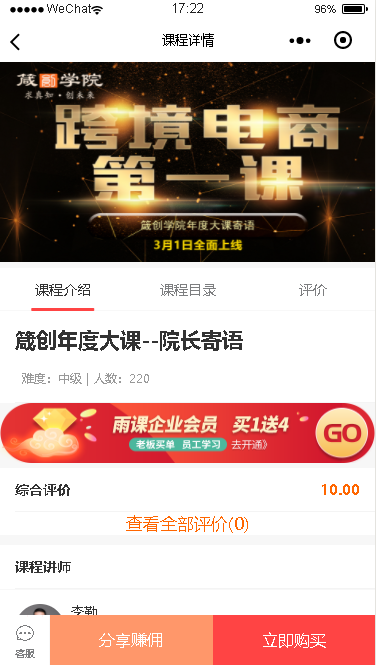 WeChat 17:22 96%
课程详情
箴创学院
求真知·创未来
跨境电商
第一课
箴创学院年度大课寄语
3月1日全面上线
课程介绍 课程目录 评价
箴创年度大课--院长寄语
难度：中级 | 人数：220
雨课企业会员 买1送4
老板买单 员工学习 去开通》
GO
综合评价 10.00
查看全部评价(0)
课程讲师
李勤
客服 分享赚佣 立即购买